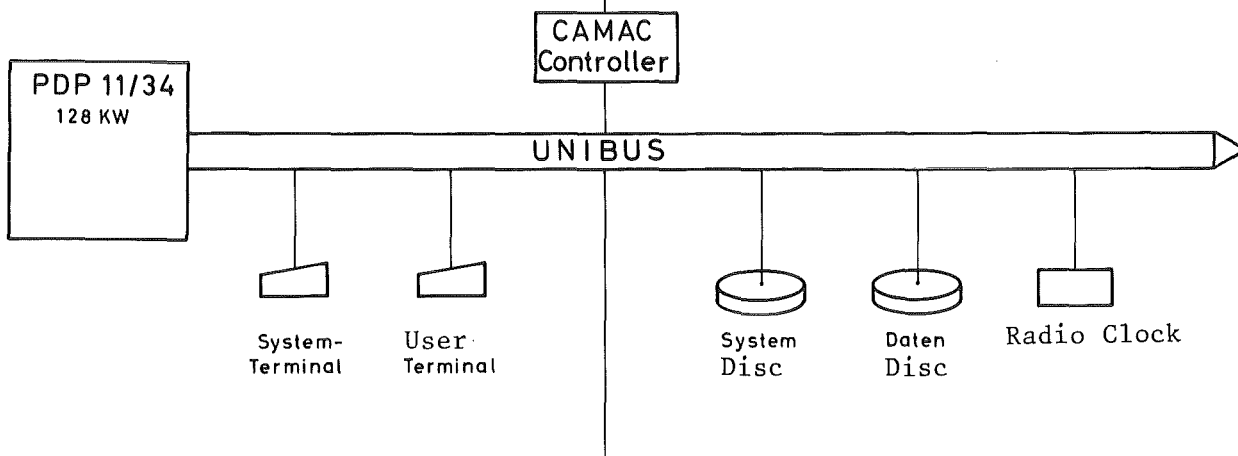 CAMAC
Controller
PDP 11/34
128 KW
UNIBUS
System-
Terminal
User
Terminal
System
Disc
Daten
Disc
Radio Clock